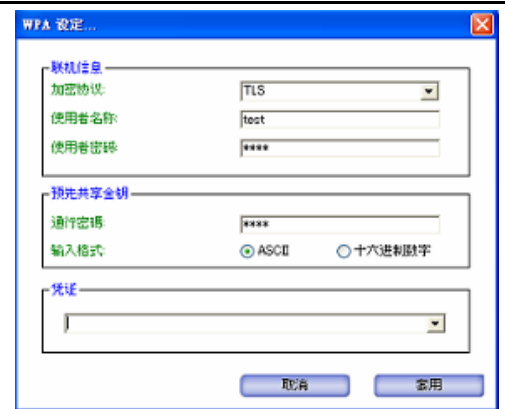 WPA 设定...
联机信息
加密协议: TLS
使用者名称: test
使用者密码: ****
预先共享金钥
通行密码: ****
输入格式: ASCII 十六进制数字
凭证
取消 套用